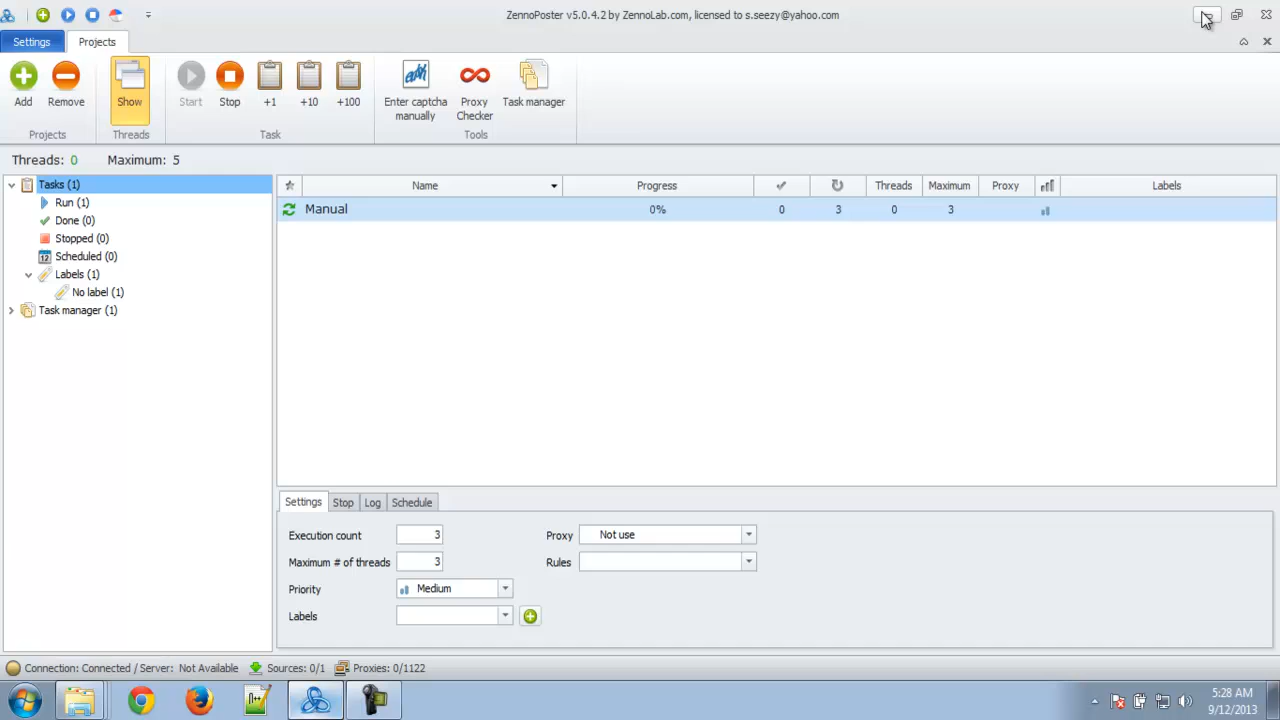 ZennoPoster v5.0.4.2 by ZennoLab.com, licensed to s.seezy@yahoo.com
Settings Projects
Add Remove Show Start Stop +1 +10 +100 Enter captcha manually Proxy Checker Task manager
Projects Threads Task Tools
Threads: 0 Maximum: 5
Tasks (1)
Run (1)
Done (0)
Stopped (0)
12 Scheduled (0)
Labels (1)
No label (1)
Task manager (1)
Name Progress Threads Maximum Proxy Labels
Manual 0% 0 3 0 3
Settings Stop Log Schedule
Execution count 3 Proxy Not use
Maximum # of threads 3 Rules
Priority Medium
Labels
Connection: Connected / Server: Not Available Sources: 0/1 Proxies: 0/1122
5:28 AM
9/12/2013